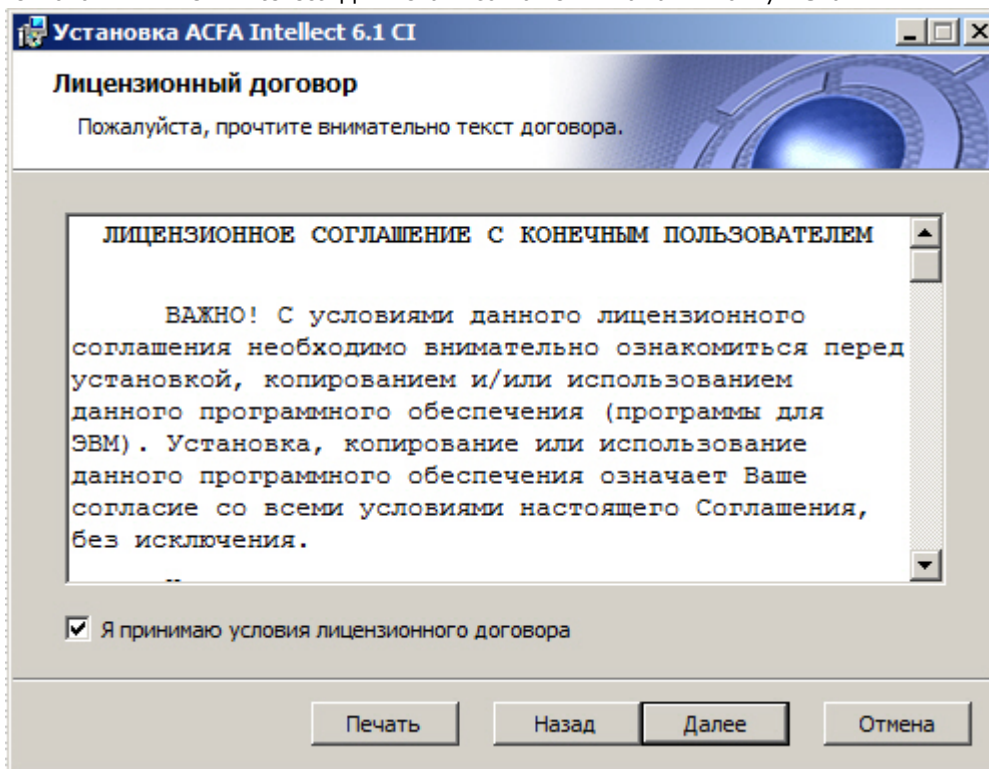 Установка ACFA Intellect 6.1 CI
Лицензионный договор
Пожалуйста, прочтите внимательно текст договора.
ЛИЦЕНЗИОННОЕ СОГЛАШЕНИЕ С КОНЕЧНЫМ ПОЛЬЗОВАТЕЛЕМ
ВАЖНО! С условиями данного лицензионного
соглашения необходимо внимательно ознакомиться перед
установкой, копированием и/или использованием
данного программного обеспечения (программы для
ЭВМ). Установка, копирование или использование
данного программного обеспечения означает Ваше
согласие со всеми условиями настоящего Соглашения,
без исключения.
Я принимаю условия лицензионного договора
Печать Назад Далее Отмена